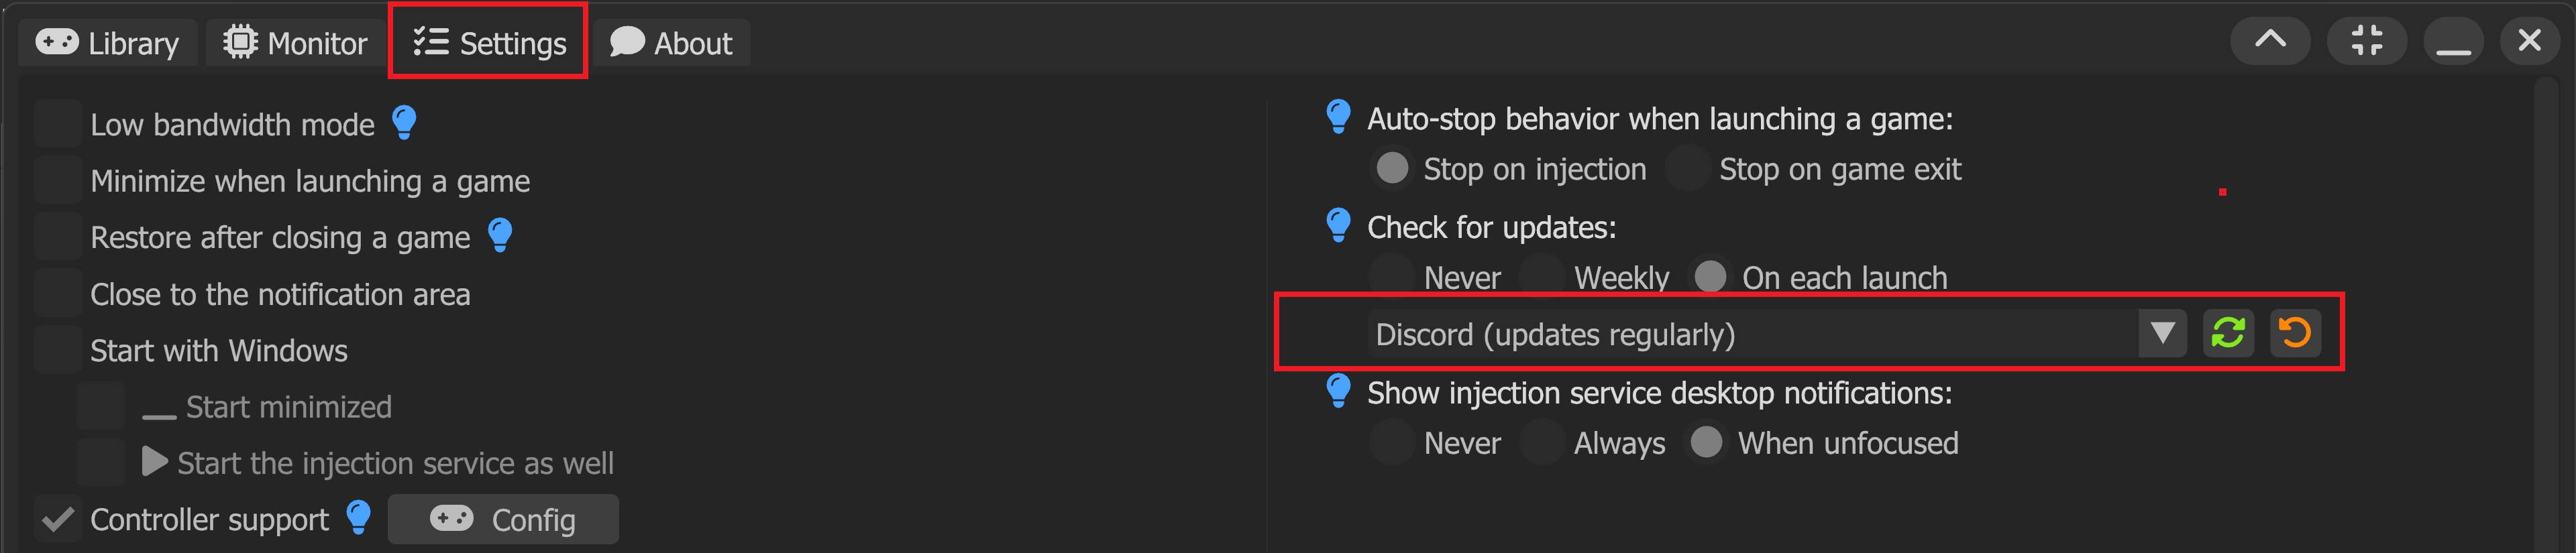 Library Monitor Settings About
Low bandwidth mode
Minimize when launching a game
Restore after closing a game
Close to the notification area
Start with Windows
Start minimized
Start the injection service as well
Controller support Config
Auto-stop behavior when launching a game:
Stop on injection Stop on game exit
Check for updates:
Never Weekly On each launch
Discord (updates regularly)
Show injection service desktop notifications:
Never Always When unfocused